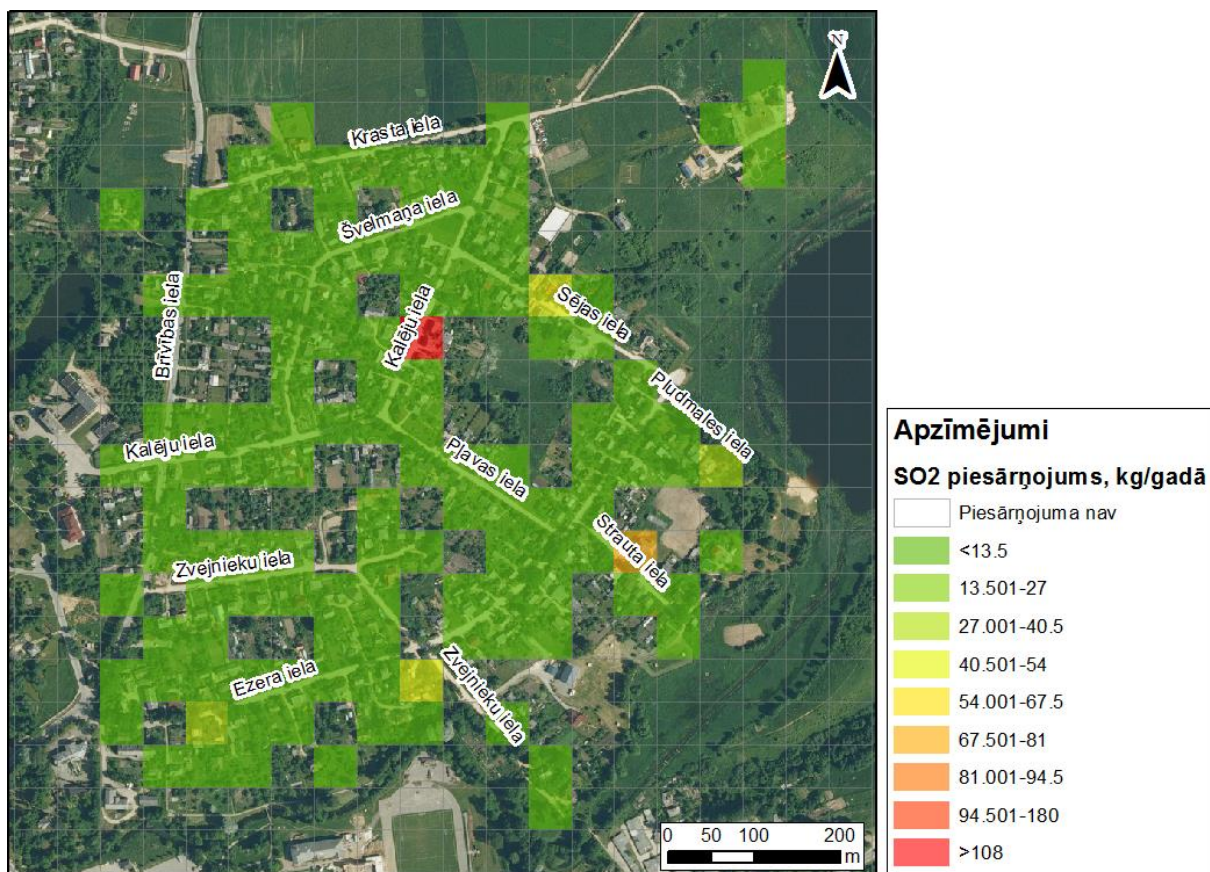 N
Krasta iela
Švelmaņa iela
Brīvības iela
Kalēju iela
Sējas iela
Pludmales iela
Kalēju iela
Pļavas iela
Strauta iela
Zvejnieku iela
Ezera iela
Zvejnieku iela
0 50 100 200
m
Apzīmējumi
SO2 piesārņojums, kg/gadā
Piesārņojuma nav
<13.5
13.501-27
27.001-40.5
40.501-54
54.001-67.5
67.501-81
81.001-94.5
94.501-180
>108